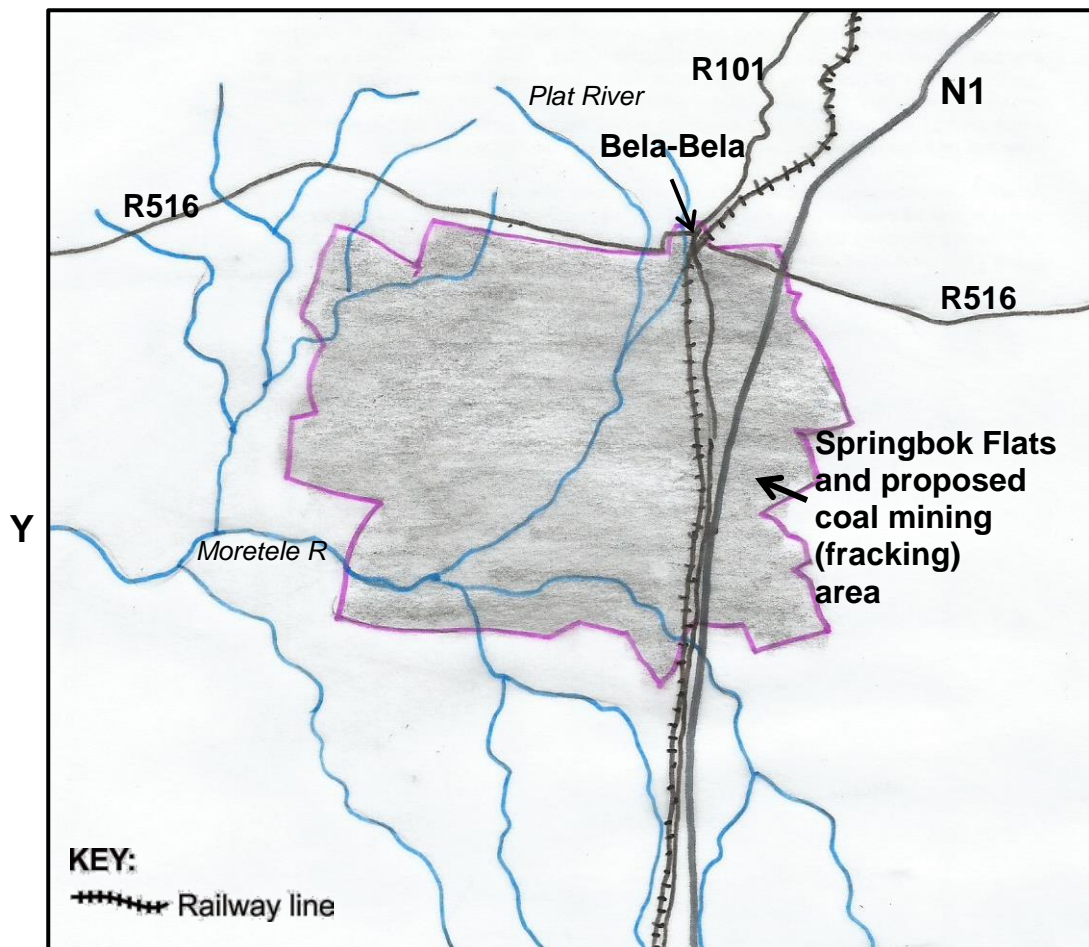 R101
N1
Plat River
Bela-Bela
R516
R516
Springbok Flats
and proposed
coal mining
(fracking)
area
Y
Moretele R
KEY:
Railway line